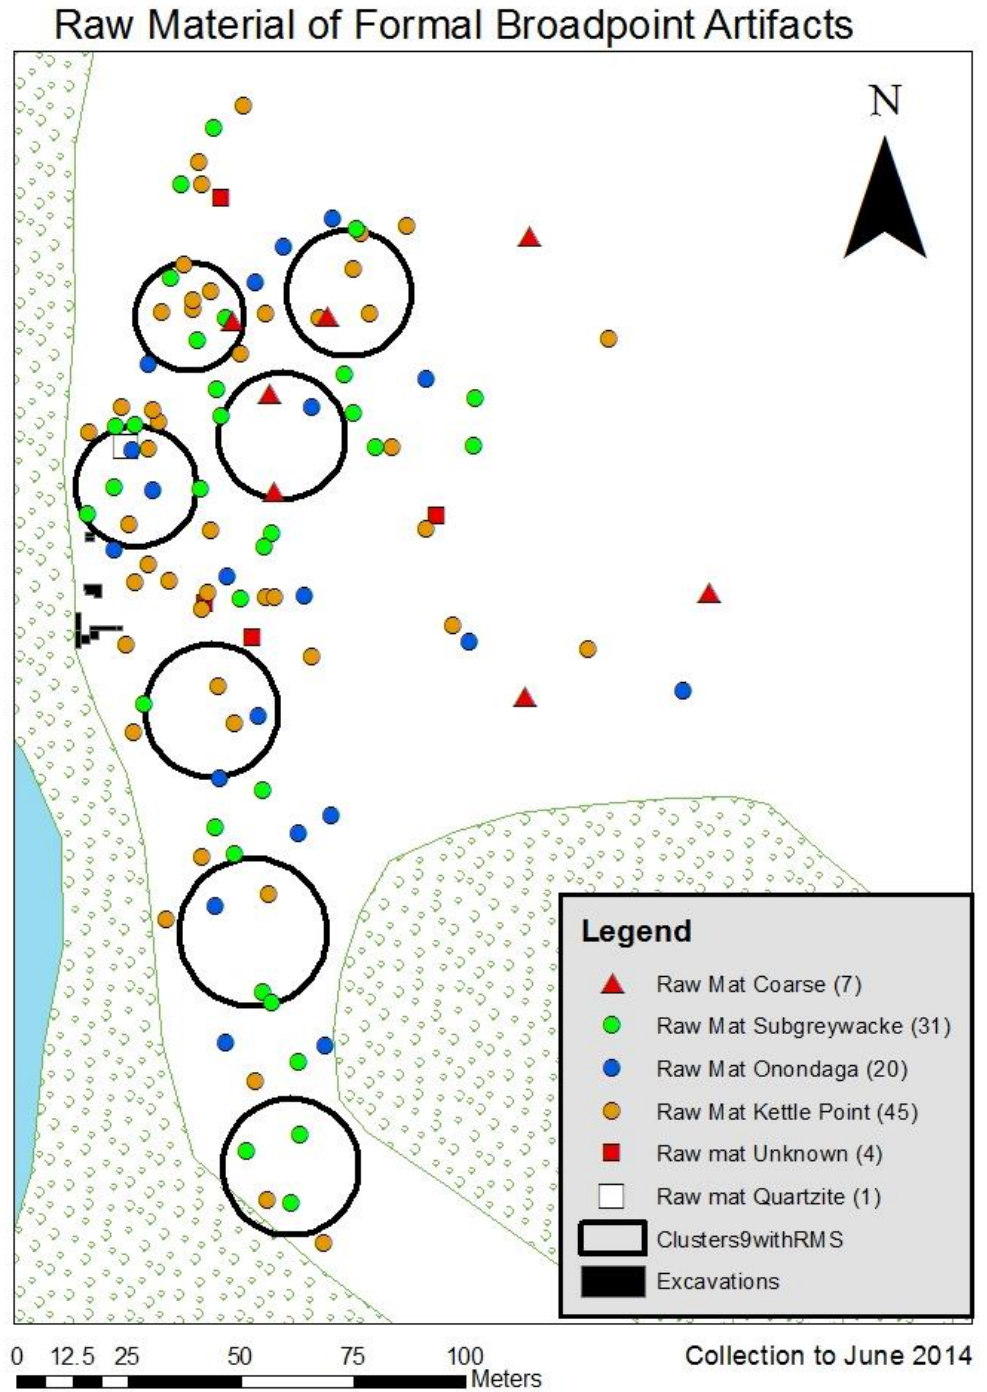 Raw Material of Formal Broadpoint Artifacts
N
Legend
Raw Mat Coarse (7)
Raw Mat Subgreywacke (31)
Raw Mat Onondaga (20)
Raw Mat Kettle Point (45)
Raw mat Unknown (4)
Raw mat Quartzite (1)
Clusters9withRMS
Excavations
0 12.5 25 50 75 100
Meters
Collection to June 2014